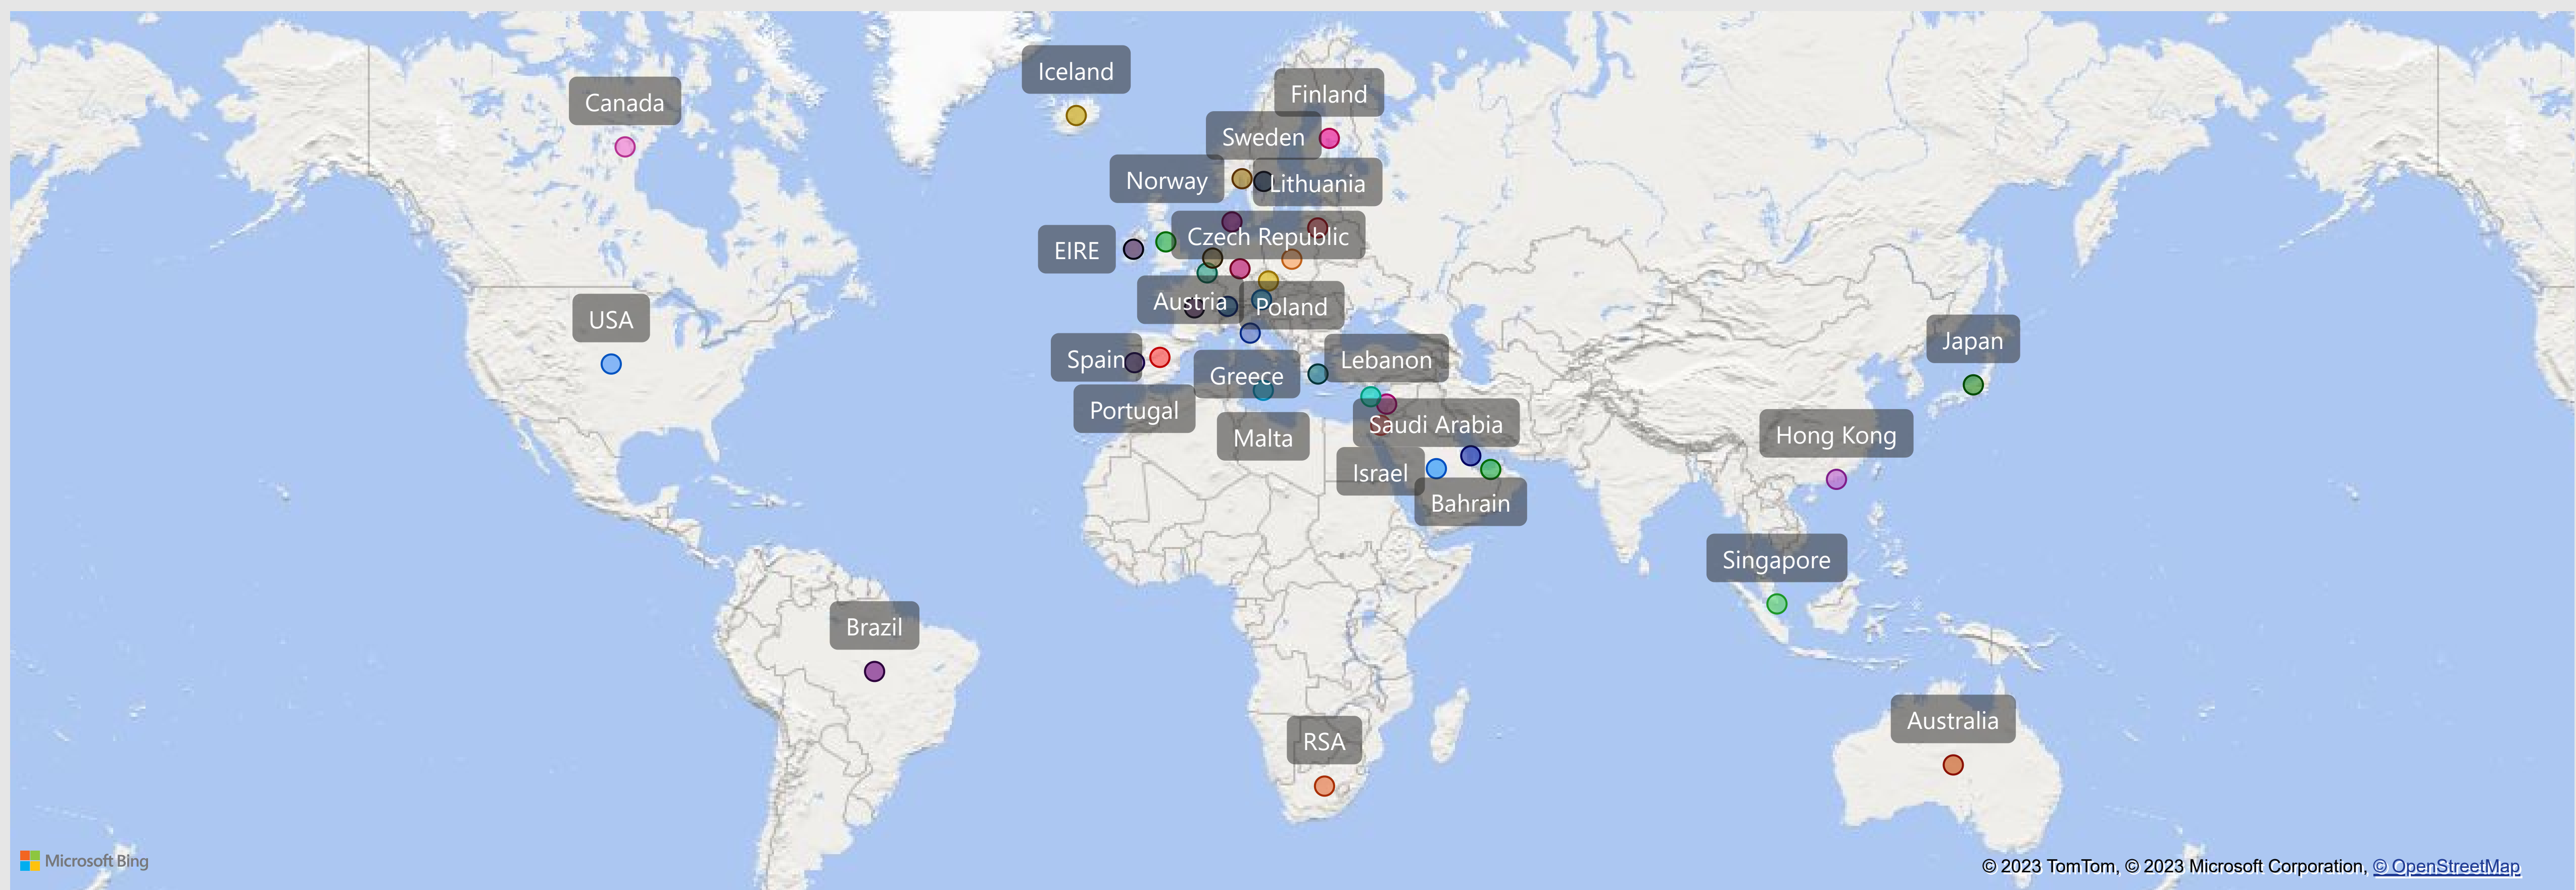 Iceland
Finland
Canada
Sweden
Norway
Lithuania
Czech Republic
EIRE
Austria
Poland
USA
Japan
Spain
Lebanon
Greece
Portugal
Saudi Arabia
Malta
Hong Kong
Israel
Bahrain
Singapore
Brazil
Australia
RSA
Microsoft Bing
© 2023 TomTom, © 2023 Microsoft Corporation, © OpenStreetMap